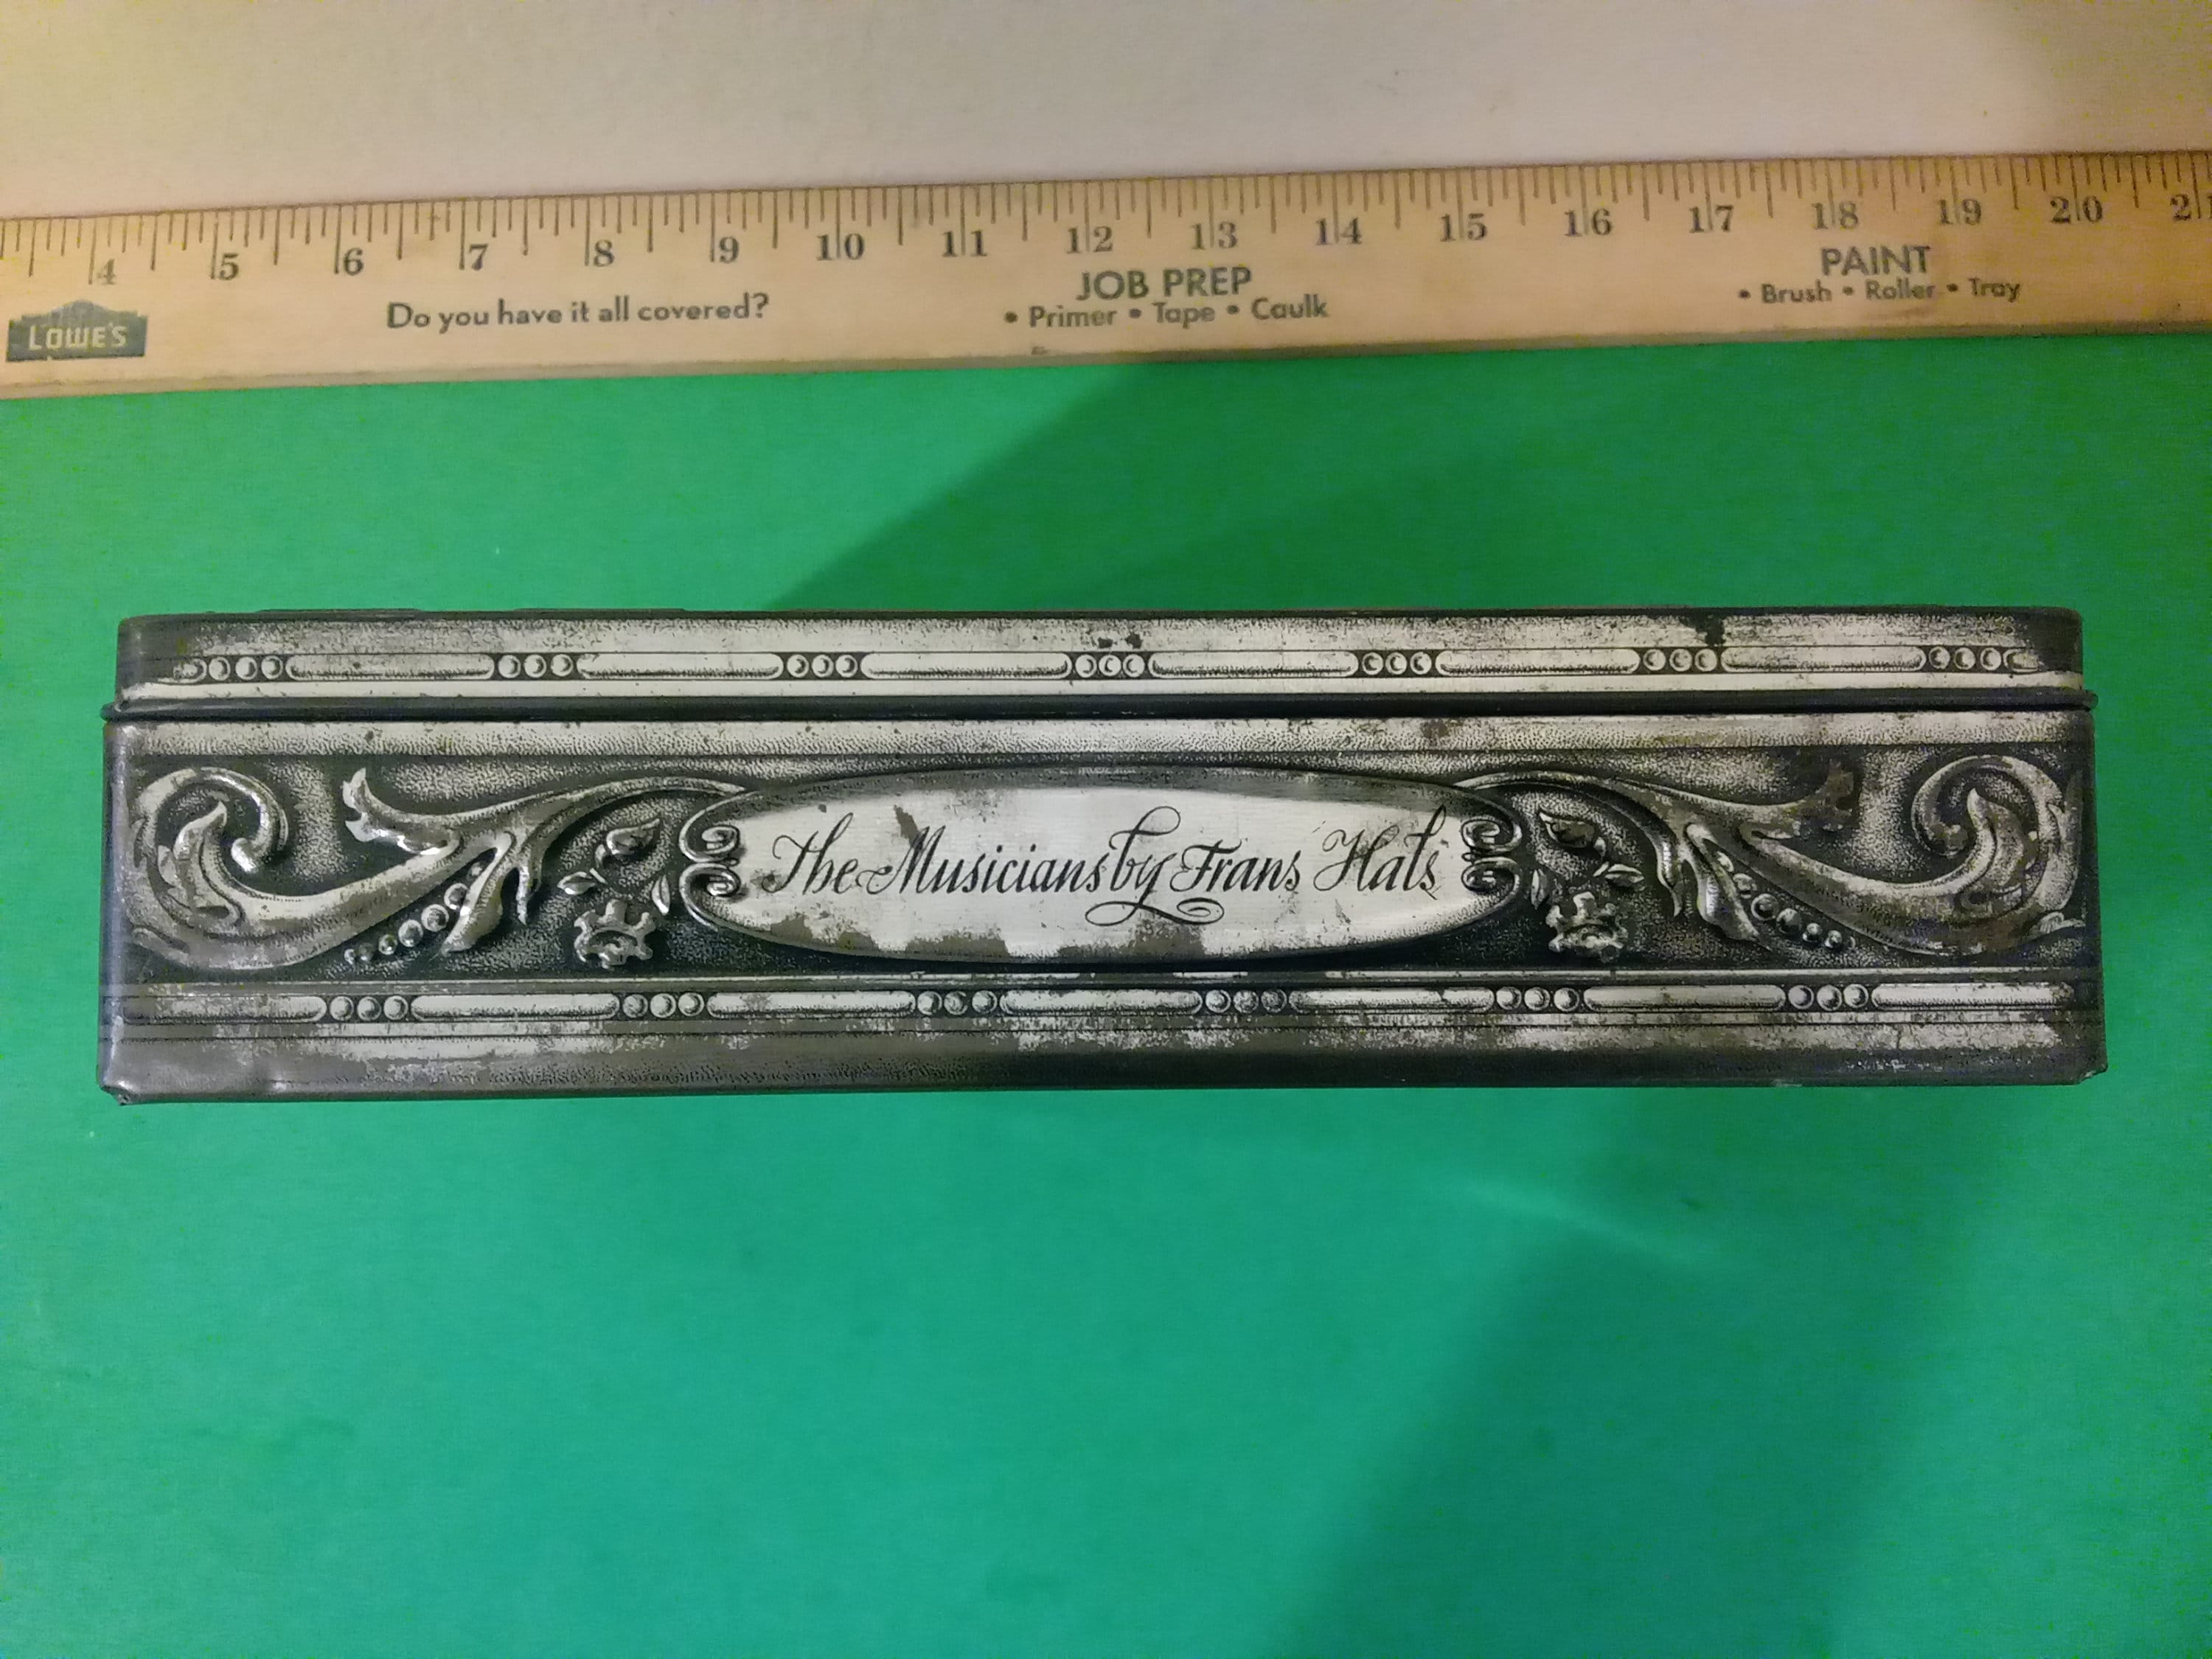 4 5 6 7 8 9 10 11 12 13 14 15 16 17 18 19 20 21
LOWE'S
Do you have it all covered?
JOB PREP
• Primer • Tape • Caulk
PAINT
• Brush • Roller • Tray
The Musicians by Frans Hals